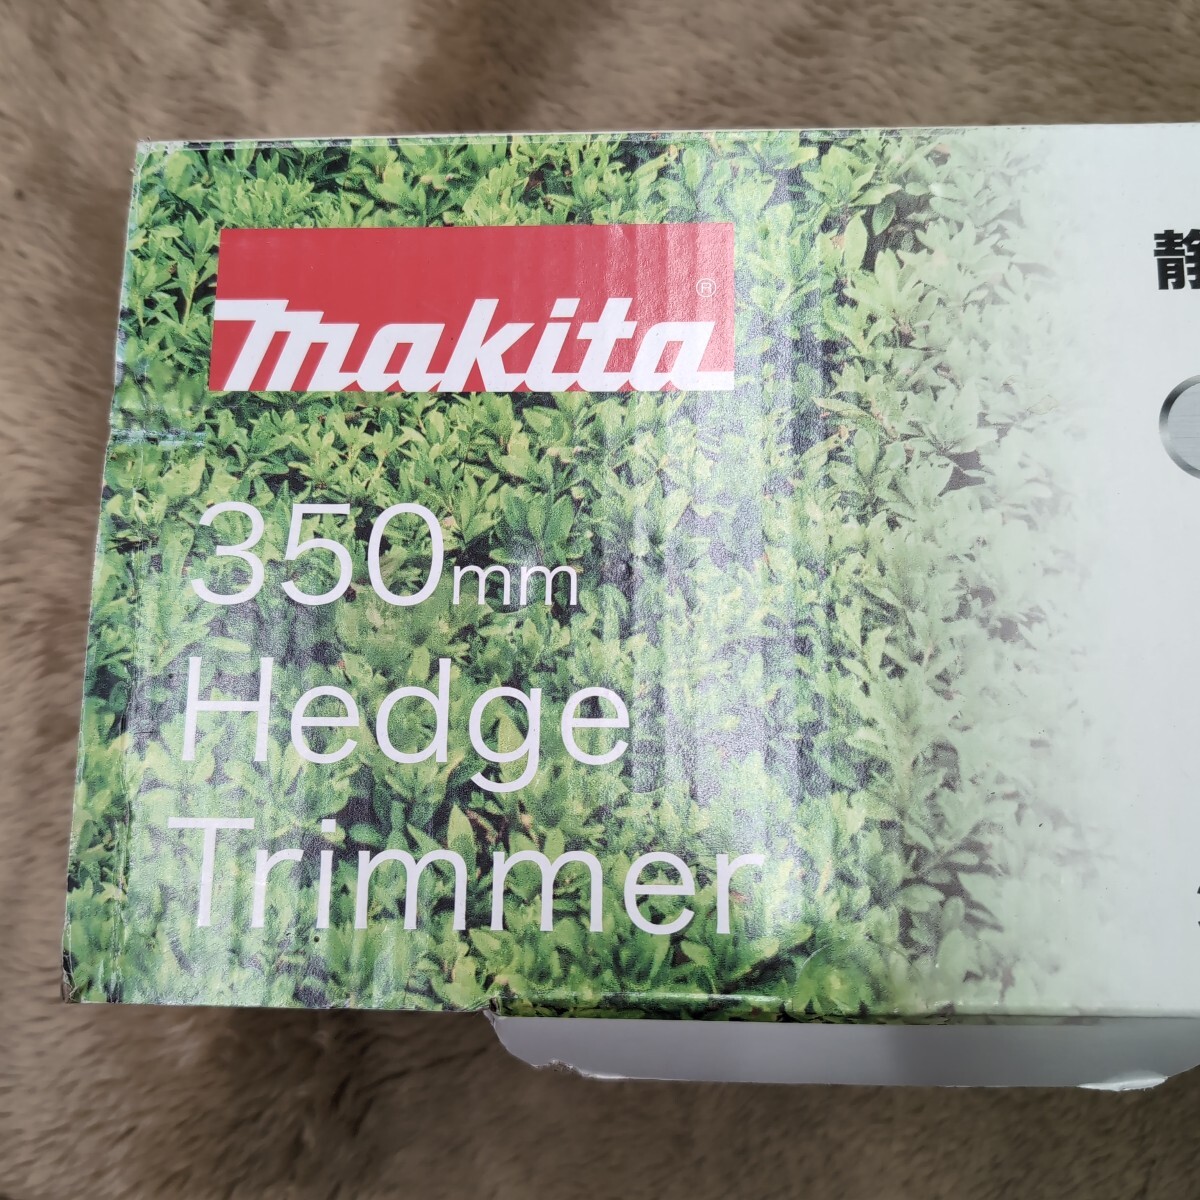 makita®
350mm
Hedge
Trimmer
静